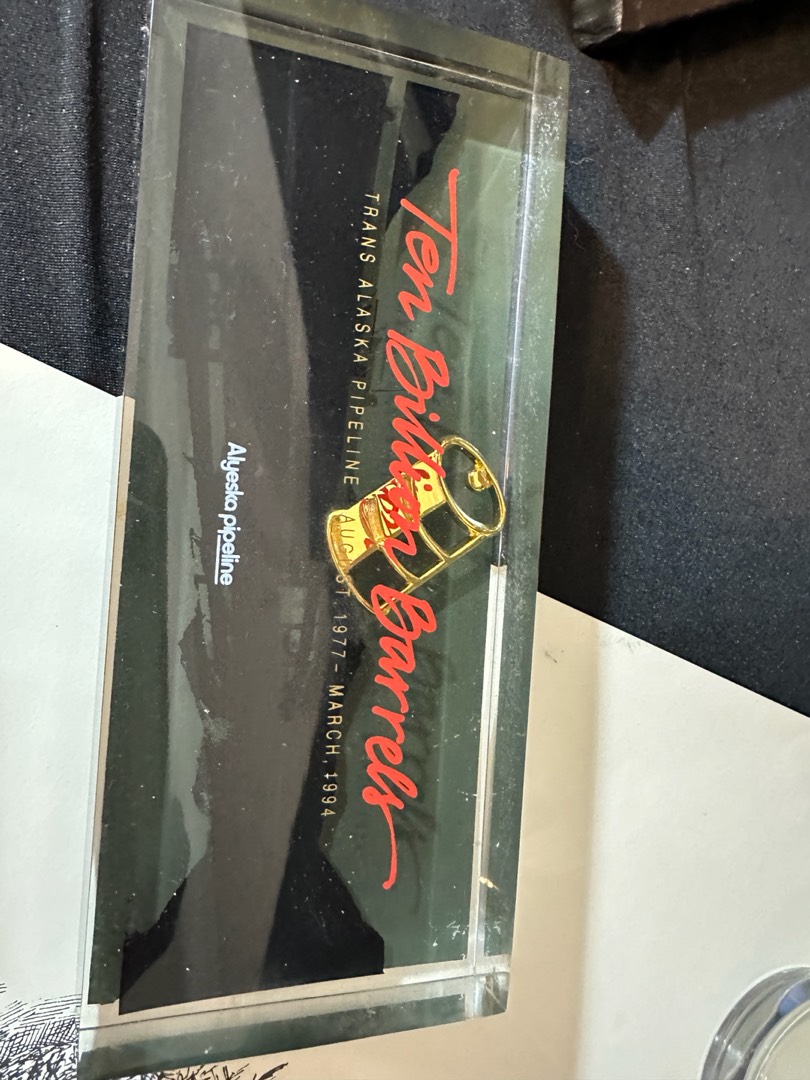 Ten Billion Barrels
TRANS ALASKA PIPELINE AUGUST, 1977 - MARCH, 1994
Alyeska pipeline